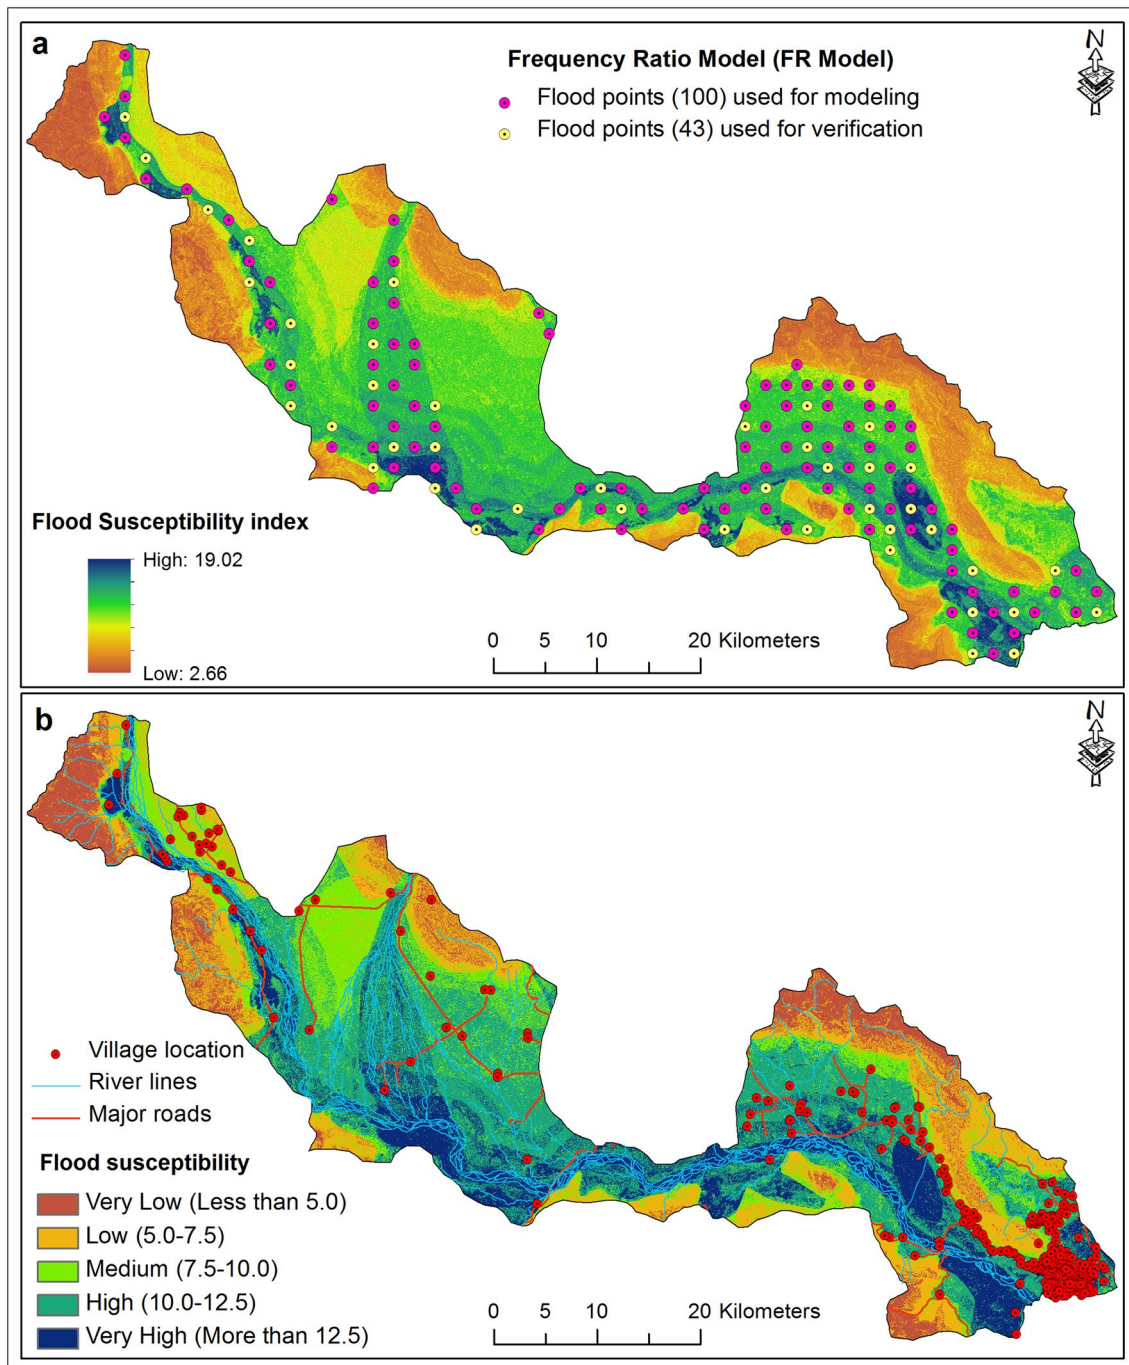 a
N
Frequency Ratio Model (FR Model)
Flood points (100) used for modeling
Flood points (43) used for verification
Flood Susceptibility index
High: 19.02
Low: 2.66
0 5 10 20 Kilometers
b
N
Village location
River lines
Major roads
Flood susceptibility
Very Low (Less than 5.0)
Low (5.0-7.5)
Medium (7.5-10.0)
High (10.0-12.5)
Very High (More than 12.5)
0 5 10 20 Kilometers